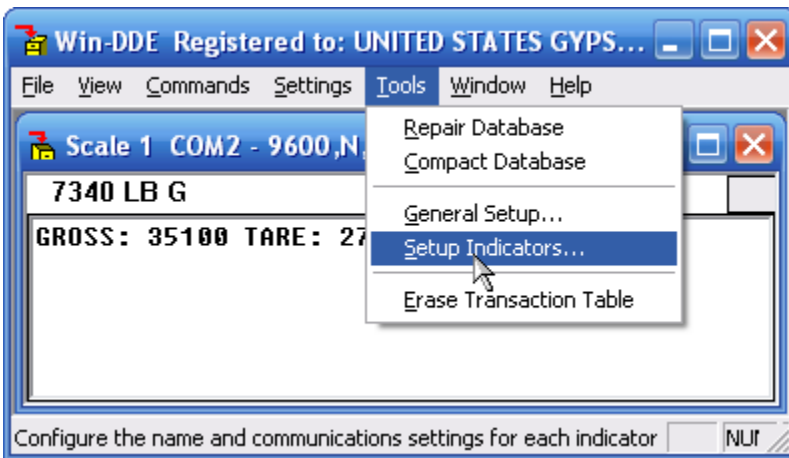 Win-DDE Registered to: UNITED STATES GYPS...
File View Commands Settings Tools Window Help
Repair Database
Compact Database
General Setup...
Setup Indicators...
Erase Transaction Table
Scale 1 COM2 - 9600,N,
7340 LB G
GROSS: 35100 TARE: 27
Configure the name and communications settings for each indicator